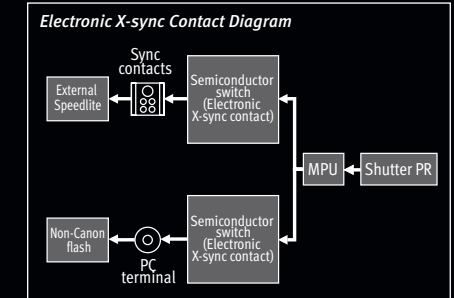 Electronic X-sync Contact Diagram
Sync
contacts
External
Speedlite
Semiconductor
switch
(Electronic
X-sync contact)
MPU
Shutter PR
Non-Canon
flash
PC
terminal
Semiconductor
switch
(Electronic
X-sync contact)